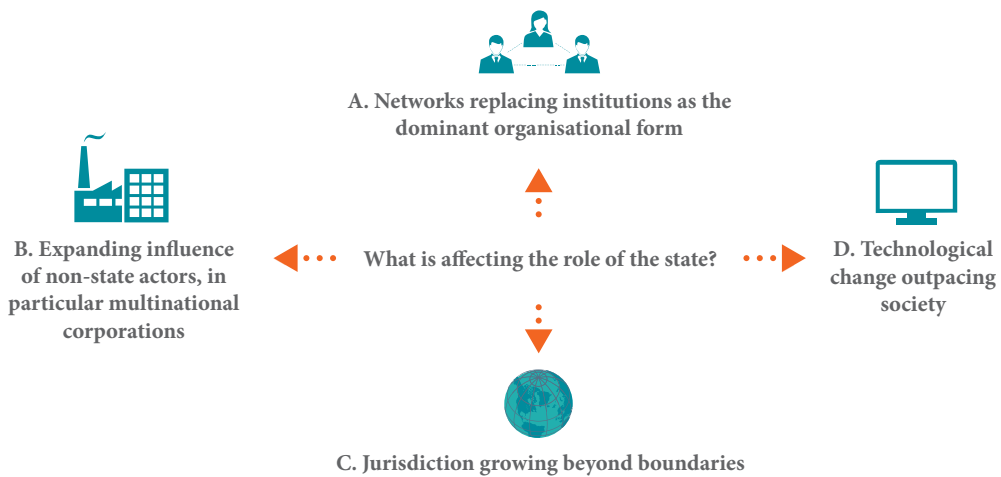 A. Networks replacing institutions as the
dominant organisational form
B. Expanding influence
of non-state actors, in
particular multinational
corporations
What is affecting the role of the state?
D. Technological
change outpacing
society
C. Jurisdiction growing beyond boundaries